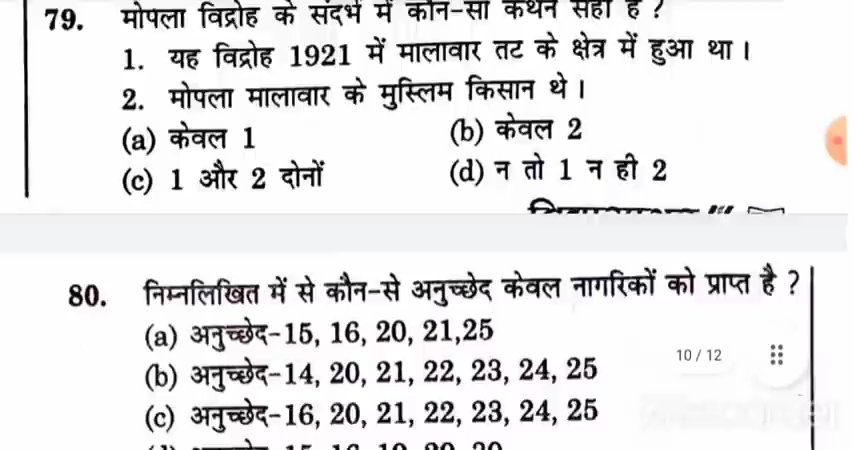 79. मोपला विद्रोह के संदर्भ में कौन-सा कथन सही है ?
1. यह विद्रोह 1921 में मालावार तट के क्षेत्र में हुआ था।
2. मोपला मालावार के मुस्लिम किसान थे।
(a) केवल 1 (b) केवल 2
(c) 1 और 2 दोनों (d) न तो 1 न ही 2
80. निम्नलिखित में से कौन-से अनुच्छेद केवल नागरिकों को प्राप्त है ?
(a) अनुच्छेद-15, 16, 20, 21,25
10 / 12
(b) अनुच्छेद-14, 20, 21, 22, 23, 24, 25
(c) अनुच्छेद-16, 20, 21, 22, 23, 24, 25